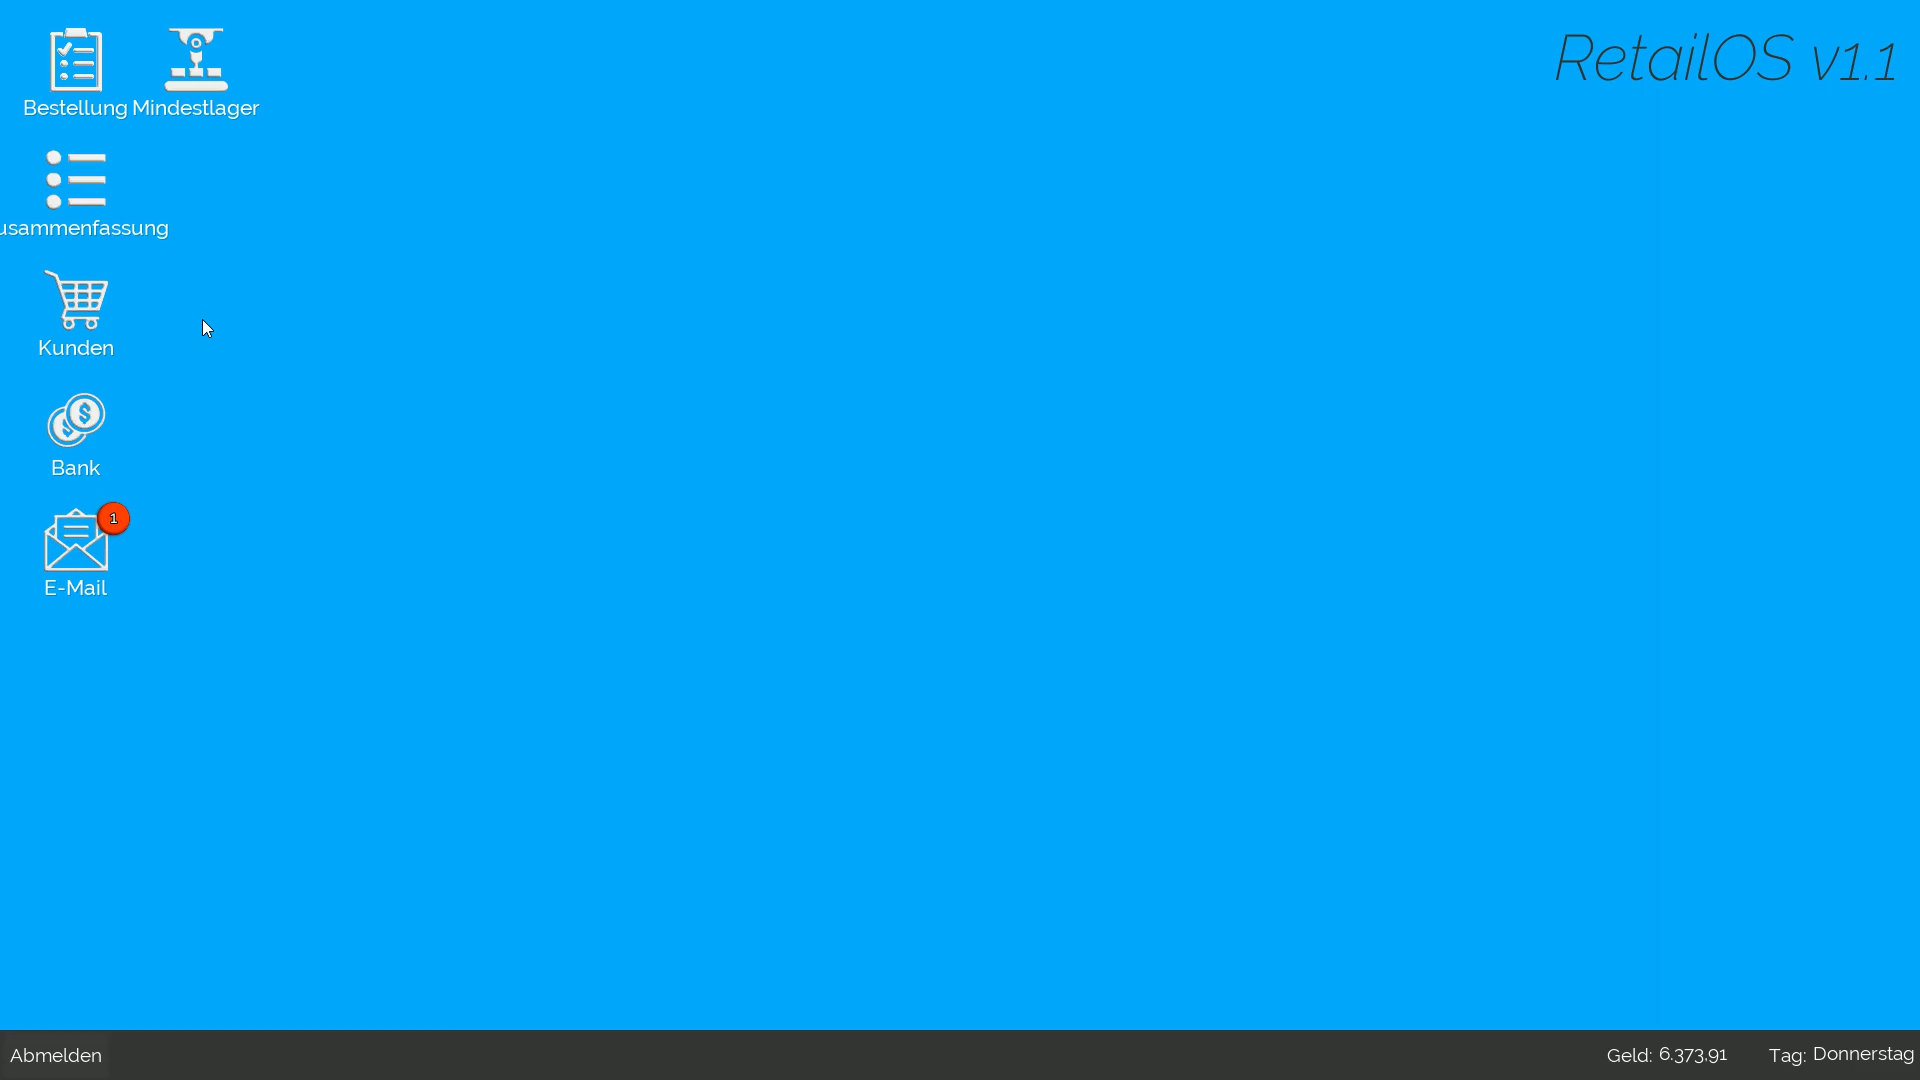 RetailOS v1.1
Bestellung
Mindestlager
usammenfassung
Kunden
Bank
1
E-Mail
Abmelden
Geld: 6.373,91
Tag: Donnerstag